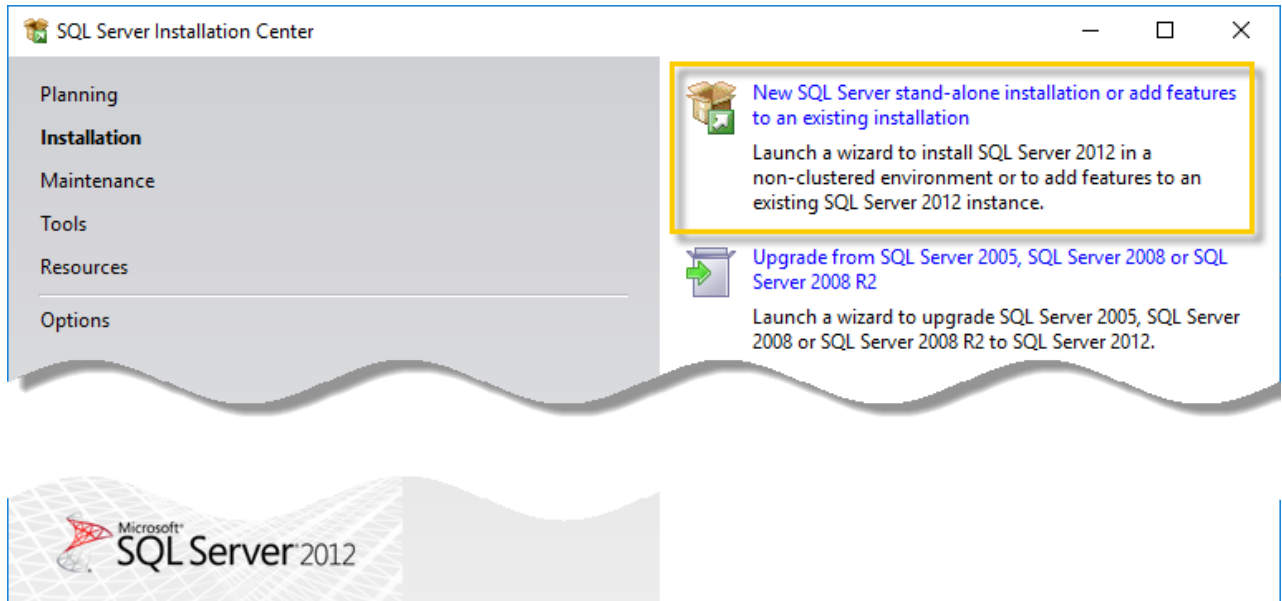 SQL Server Installation Center
Planning
Installation
Maintenance
Tools
Resources
Options
New SQL Server stand-alone installation or add features
to an existing installation
Launch a wizard to install SQL Server 2012 in a
non-clustered environment or to add features to an
existing SQL Server 2012 instance.
Upgrade from SQL Server 2005, SQL Server 2008 or SQL
Server 2008 R2
Launch a wizard to upgrade SQL Server 2005, SQL Server
2008 or SQL Server 2008 R2 to SQL Server 2012.
Microsoft®
SQL Server® 2012